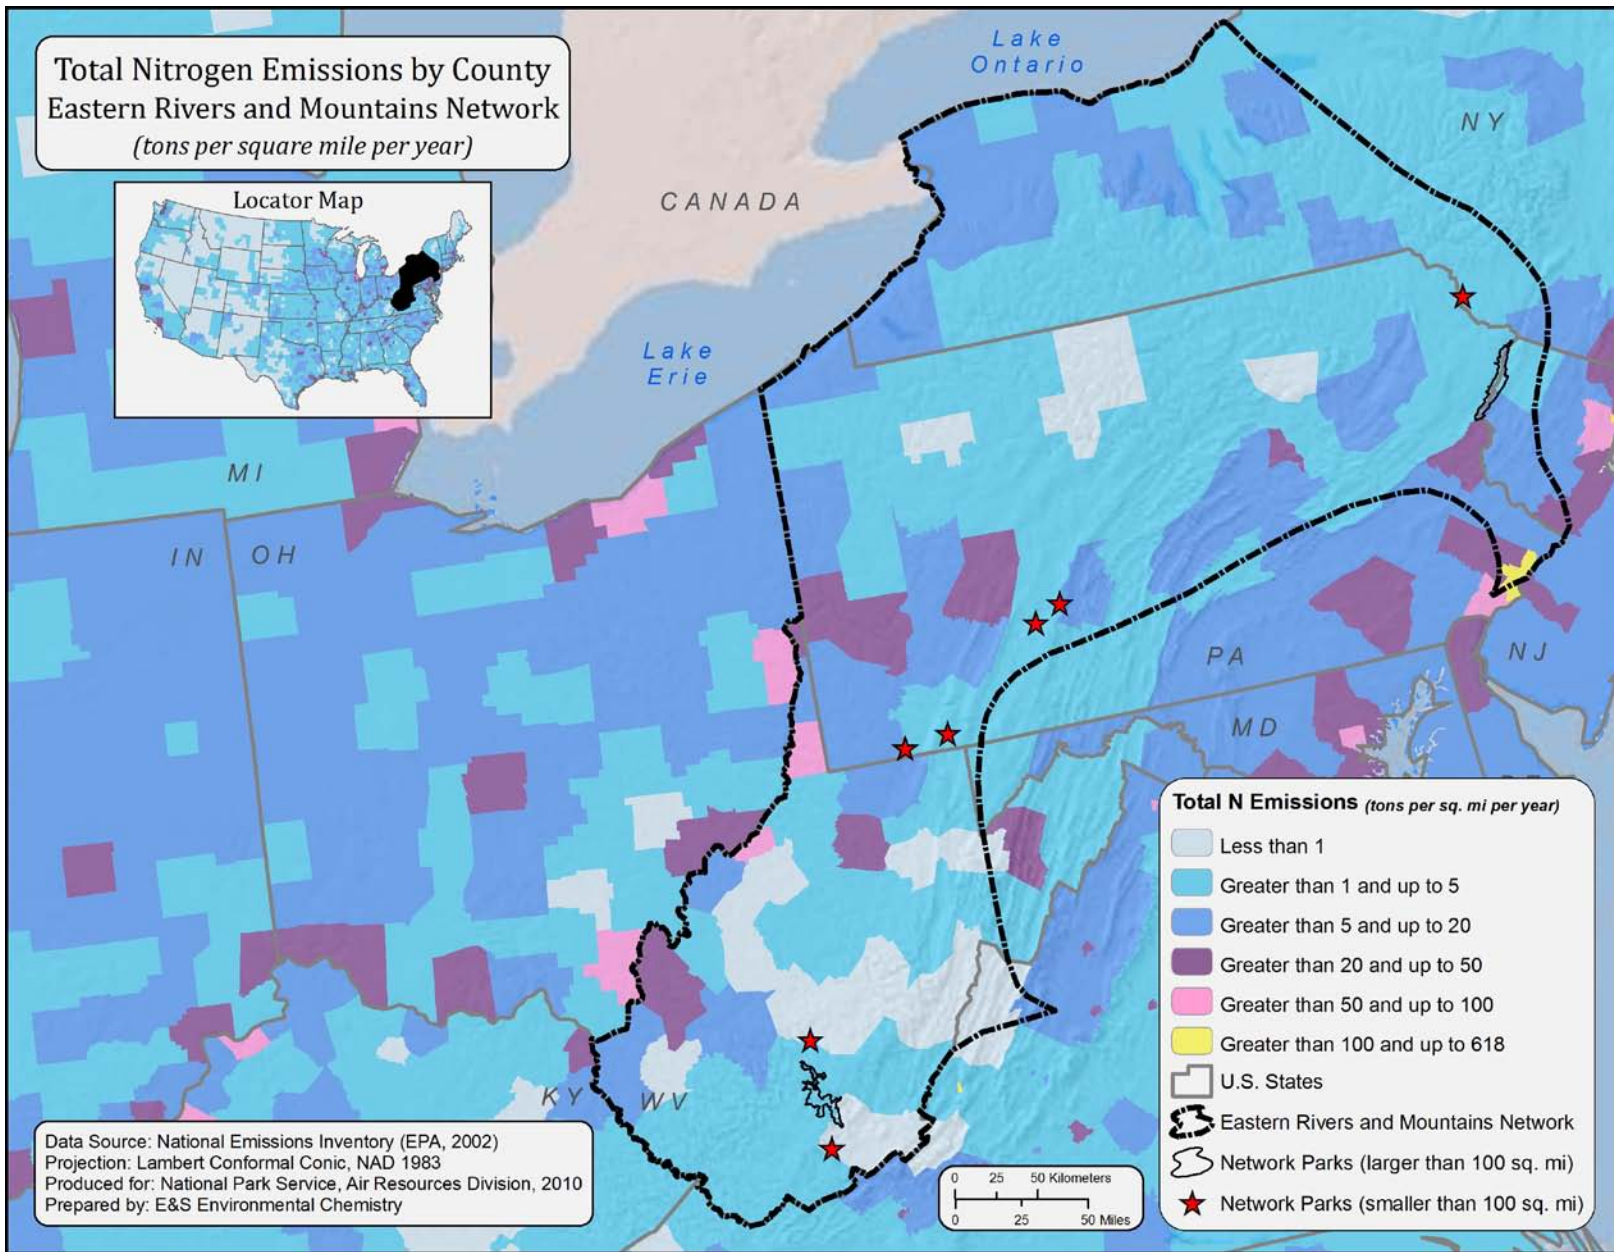 Total Nitrogen Emissions by County
Eastern Rivers and Mountains Network
(tons per square mile per year)
Locator Map
Lake
Ontario
NY
CANADA
Lake
Erie
MI
IN
OH
PA
NJ
MD
KY
WV
Total N Emissions (tons per sq. mi per year)
Less than 1
Greater than 1 and up to 5
Greater than 5 and up to 20
Greater than 20 and up to 50
Greater than 50 and up to 100
Greater than 100 and up to 618
U.S. States
Eastern Rivers and Mountains Network
Network Parks (larger than 100 sq. mi)
Network Parks (smaller than 100 sq. mi)
Data Source: National Emissions Inventory (EPA, 2002)
Projection: Lambert Conformal Conic, NAD 1983
Produced for: National Park Service, Air Resources Division, 2010
Prepared by: E&S Environmental Chemistry
0 25 50 Kilometers
0 25 50 Miles